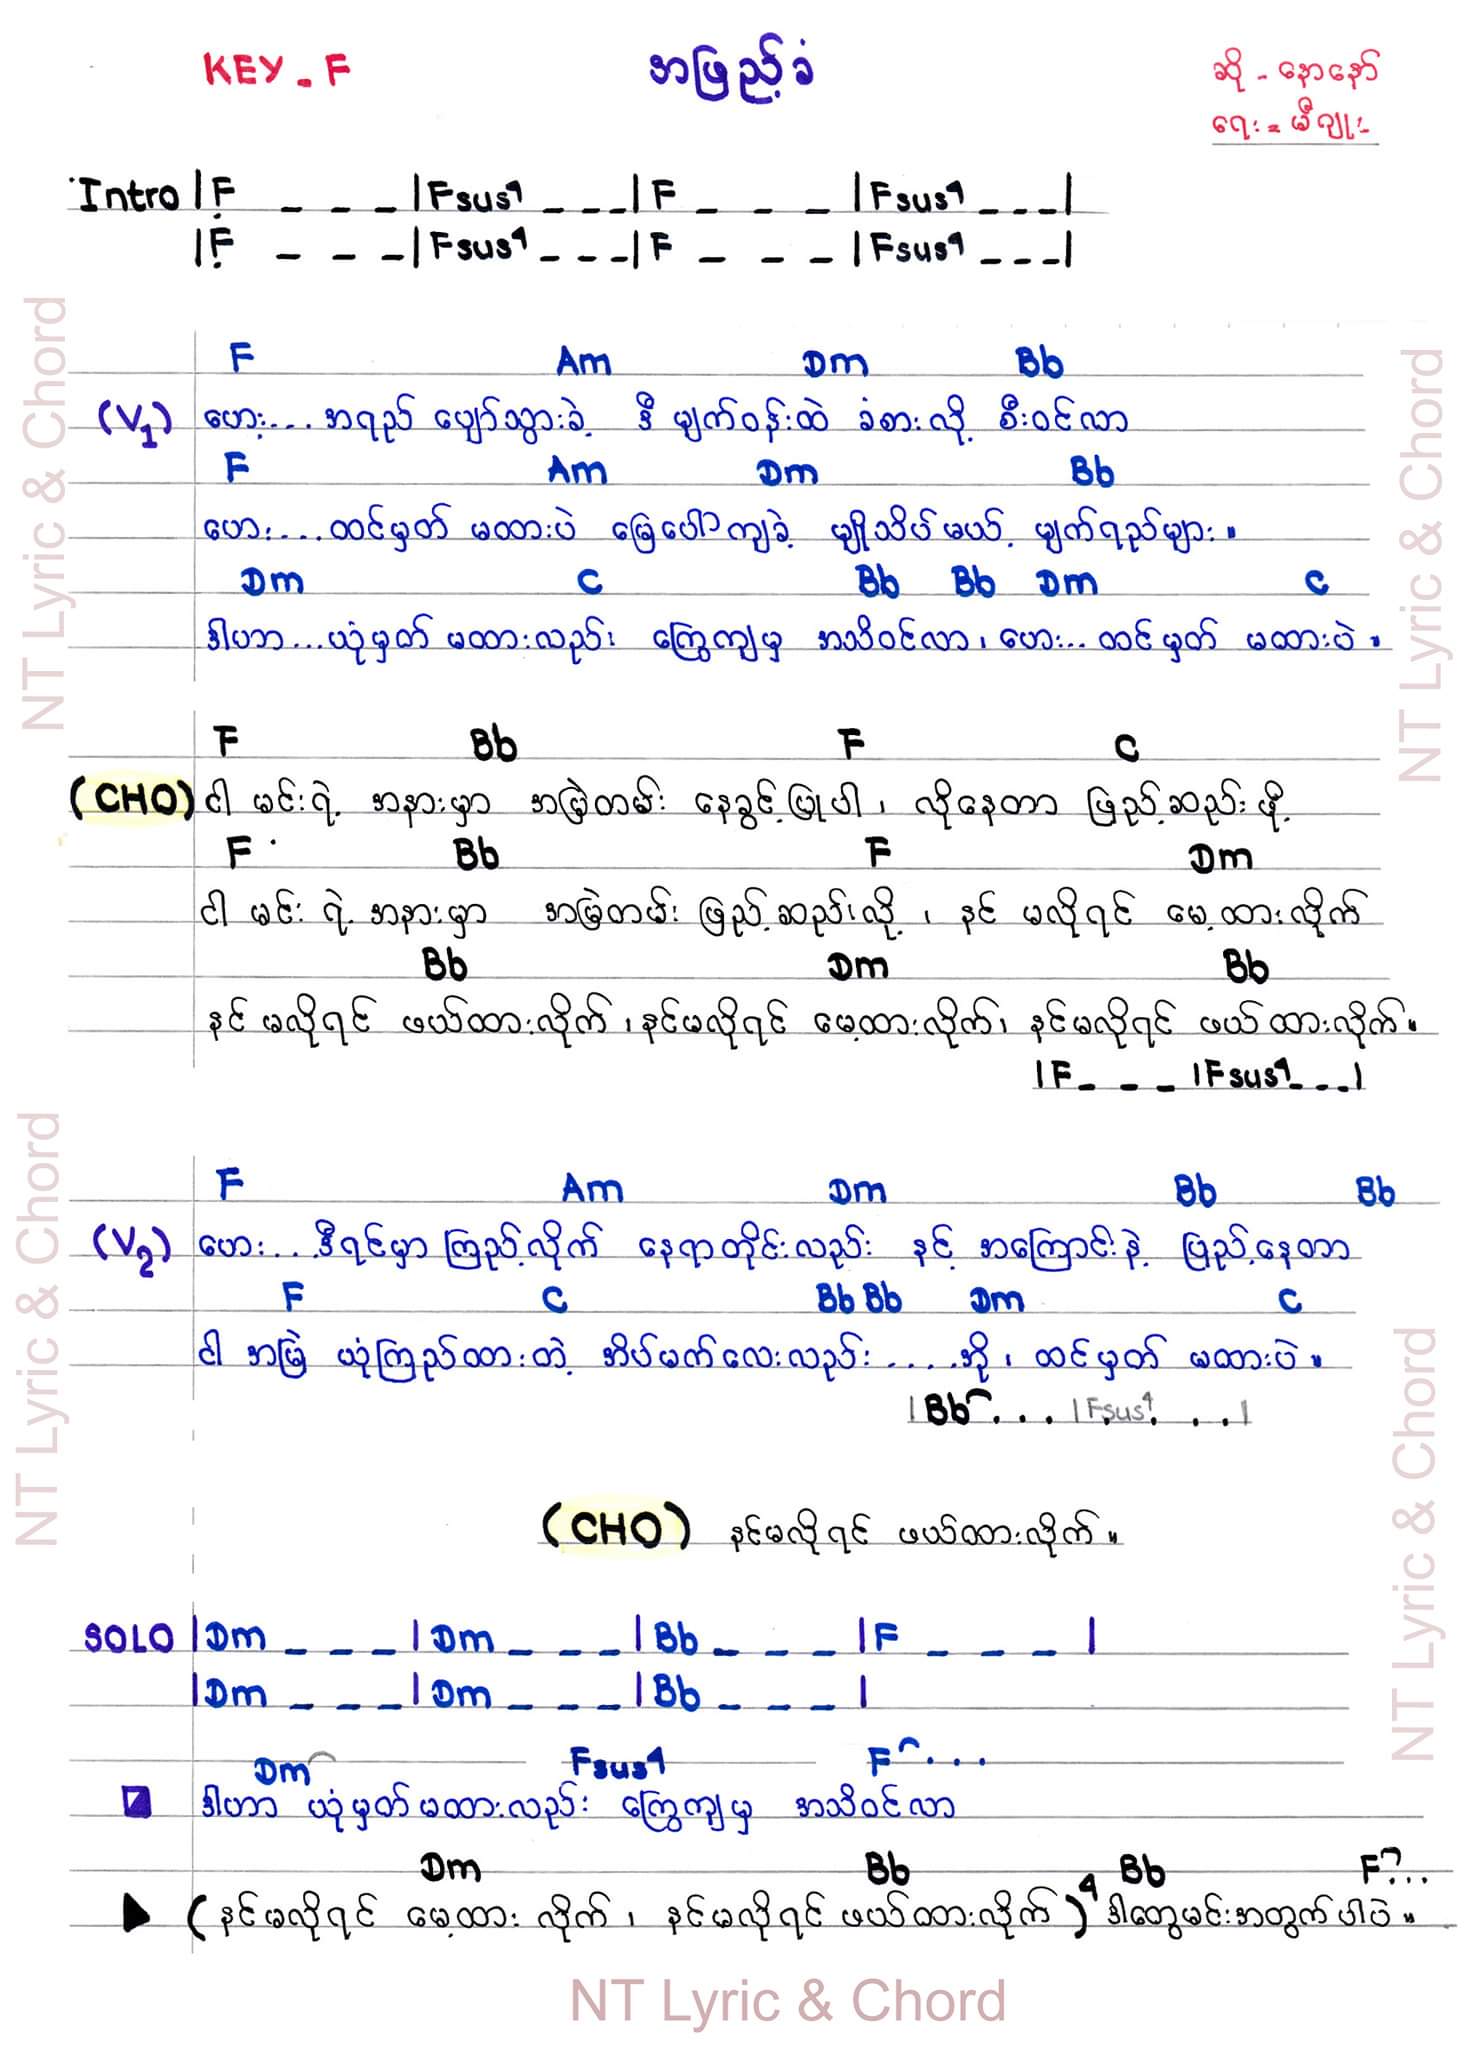 KEY - F
အဖြည့်ခံ
ဆို - နောနော်
ရေး = မီဂျူး
Intro |F _ _ _ |Fsus4 _ _ _ |F _ _ _ |Fsus4 _ _ _ |
|F _ _ _ |Fsus4 _ _ _ |F _ _ _ |Fsus4 _ _ _ |
F Am Dm Bb
(V1) ဟေး.... အရည် ပျော်သွားခဲ့ ဒီ မျက်ဝန်းထဲ ခံစားလို့ စီးဝင်လာ
F Am Dm Bb
ဟေး....ထင်မှတ် မထားပဲ မြေပေါ်ကျခဲ့ မျှိုသိပ်မယ့် မျက်ရည်များ။
Dm C Bb Bb Dm C
ဒါဟာ...ယုံမှတ် မထားလည်း ကြွေကျမှ အသိဝင်လာ၊ ဟေး... ထင်မှတ် မထားပဲ။
F Bb F C
(CHO) ငါ မင်းရဲ့ အနားမှာ အမြဲတမ်း နေခွင့်ပြုပါ၊ လိုနေတာ ဖြည့်ဆည်းဖို့
F Bb F Dm
ငါ မင်း ရဲ့ အနားမှာ အမြဲတမ်း ဖြည့်ဆည်းလို့၊ နင် မလိုရင် မေ့ထားလိုက်
Bb Dm Bb
နင် မလိုရင် ဖယ်ထားလိုက်၊ နင်မလိုရင် မေ့ထားလိုက်၊ နင်မလိုရင် ဖယ်ထားလိုက်။
|F _ _ _ |Fsus4 _ _ _ |
F Am Dm Bb Bb
(V2) ဟေး....ဒီရင်မှာ ကြည့်လိုက် နေရာတိုင်းလည်း နင့် အကြောင်းနဲ့ ပြည့်နေတာ
F C Bb Bb Dm C
ငါ အမြဲ ယုံကြည်ထားတဲ့ အိပ်မက်လေးလည်း .....အို၊ ထင်မှတ် မထားပဲ။
|Bb . . . |Fsus4 . . . |
(CHO) နင်မလိုရင် ဖယ်ထားလိုက်။
SOLO |Dm _ _ _ |Dm _ _ _ |Bb _ _ _ |F _ _ _ |
|Dm _ _ _ |Dm _ _ _ |Bb _ _ _ |
Dm Fsus4 F . . .
ဒါဟာ ယုံမှတ်မထားလည်း ကြွေကျမှ အသိဝင်လာ
Dm Bb Bb F...
(နင်မလိုရင် မေ့ထား လိုက်၊ နင်မလိုရင် ဖယ်ထားလိုက်)4 ဒါတွေမင်းအတွက်ပါပဲ။
NT Lyric & Chord
NT Lyric & Chord
NT Lyric & Chord
NT Lyric & Chord
NT Lyric & Chord